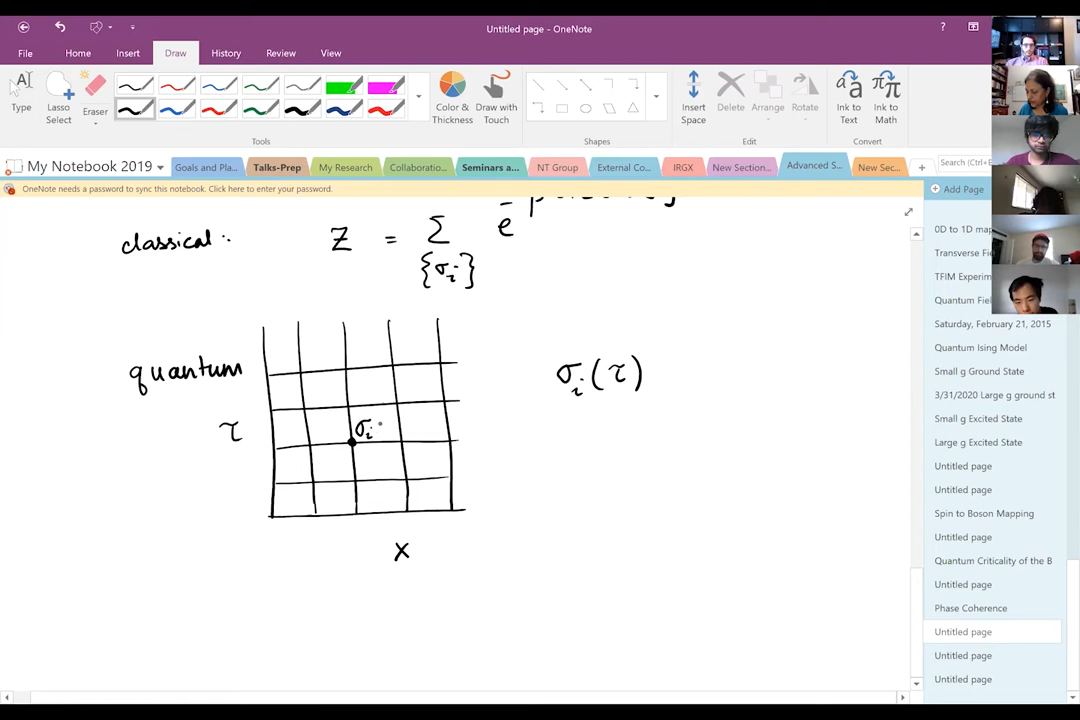 Untitled page - OneNote
?
File Home Insert Draw History Review View
Type
Lasso Select
Eraser
Color & Thickness
Draw with Touch
Insert Space
Delete
Arrange
Rotate
Ink to Text
Ink to Math
Tools
Shapes
Edit
Convert
My Notebook 2019
Goals and Pla...
Talks-Prep
My Research
Collaboratio...
Seminars a...
NT Group
External Co...
IRGX
New Section...
Advanced S...
New Sec...
Search (Ctrl+E
OneNote needs a password to sync this notebook. Click here to enter your password.
Add Page
0D to 1D map
Transverse Fi
TFIM Experim
Quantum Fiel
Saturday, February 21, 2015
Quantum Ising Model
Small g Ground State
3/31/2020 Large g ground st
Small g Excited State
Large g Excited State
Untitled page
Untitled page
Spin to Boson Mapping
Untitled page
Quantum Criticality of the B
Untitled page
Phase Coherence
Untitled page
Untitled page
Untitled page
classical: Z = Σ e
{σi}
quantum
σi(τ)
τ
σi
x